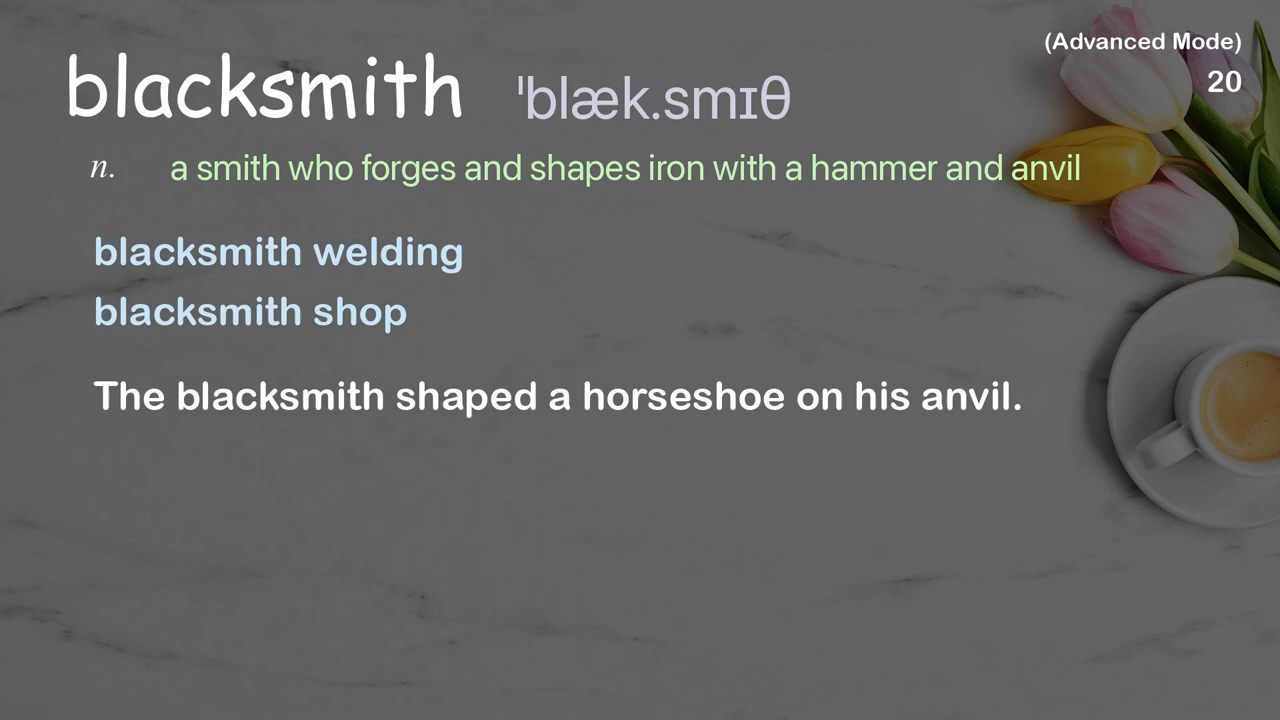 (Advanced Mode)
20
blacksmith ˈblæk.smɪθ
n. a smith who forges and shapes iron with a hammer and anvil
blacksmith welding
blacksmith shop
The blacksmith shaped a horseshoe on his anvil.